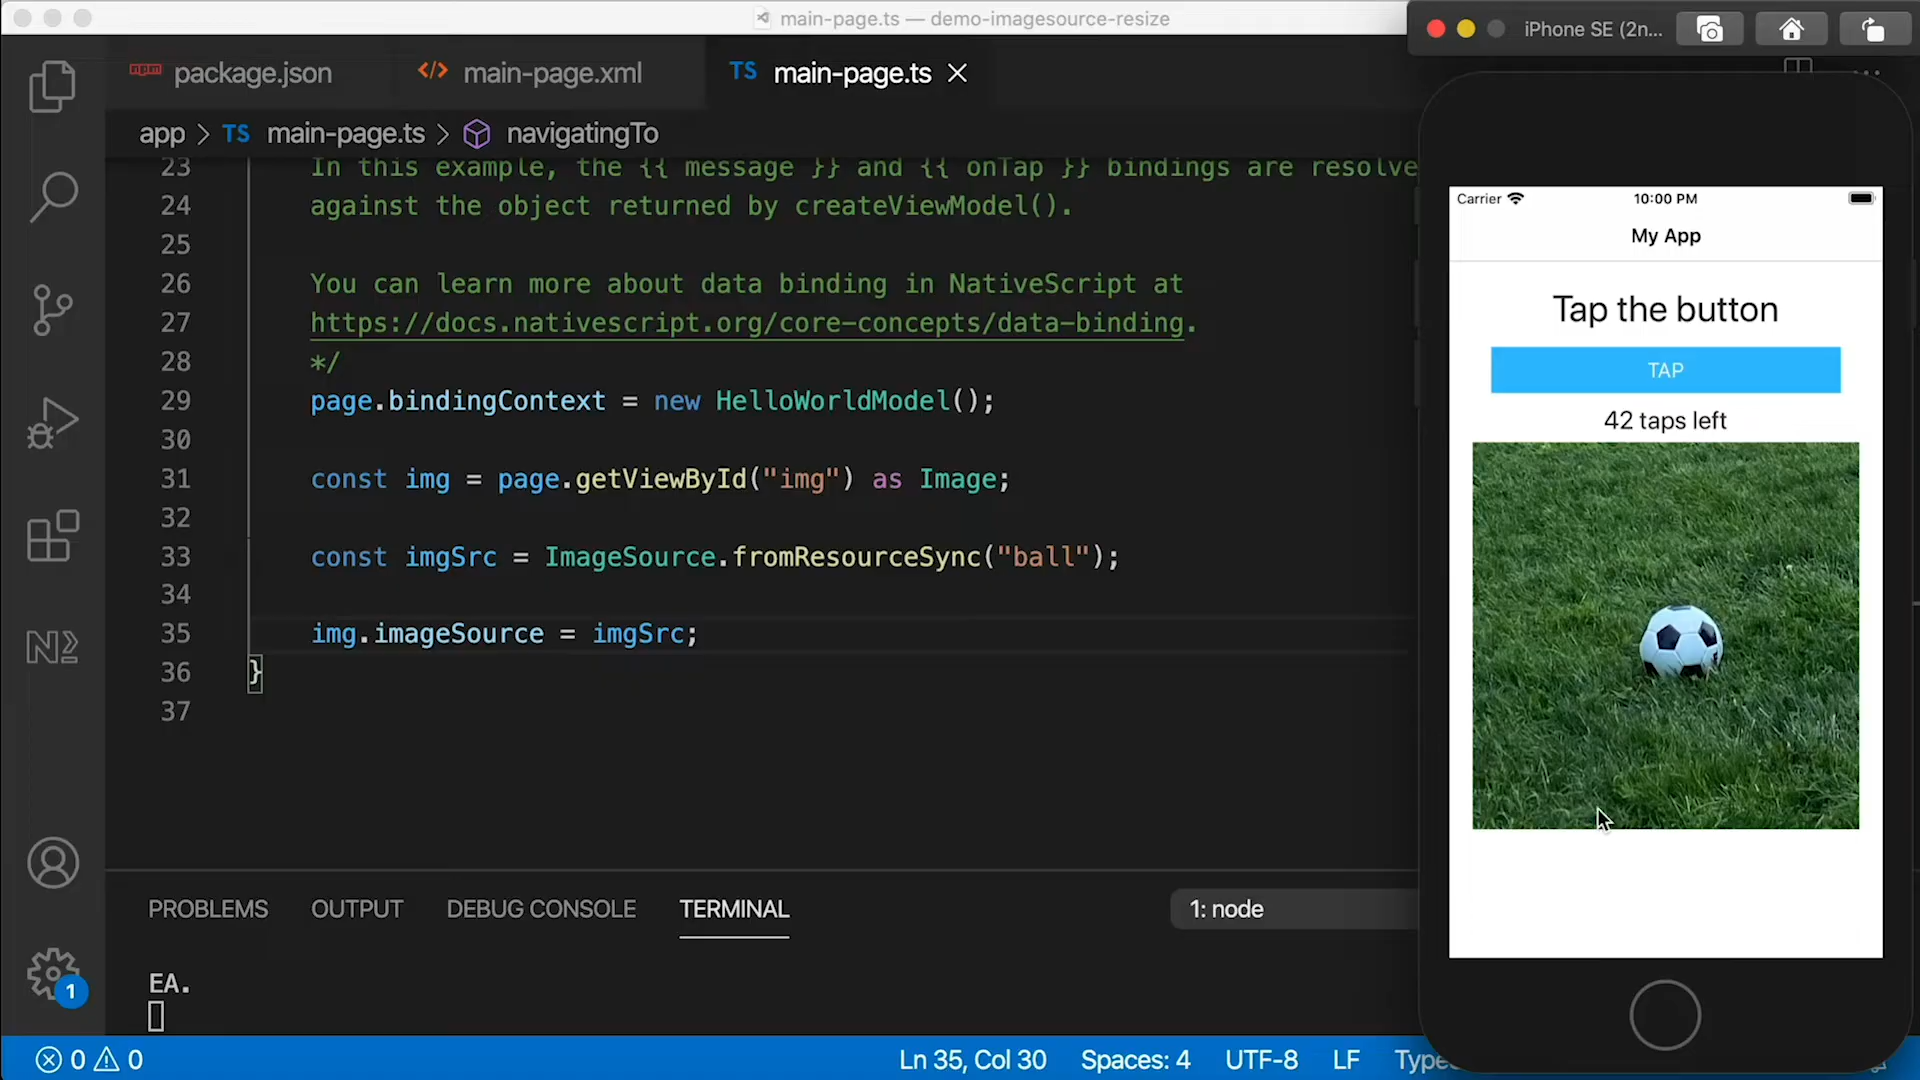 main-page.ts — demo-imagesource-resize
package.json
main-page.xml
TS main-page.ts
app > TS main-page.ts > navigatingTo
23 In this example, the {{ message }} and {{ onTap }} bindings are resolve
24 against the object returned by createViewModel().
25
26 You can learn more about data binding in NativeScript at
27 https://docs.nativescript.org/core-concepts/data-binding.
28 */
29 page.bindingContext = new HelloWorldModel();
30
31 const img = page.getViewById("img") as Image;
32
33 const imgSrc = ImageSource.fromResourceSync("ball");
34
35 img.imageSource = imgSrc;
36 }
37
PROBLEMS OUTPUT DEBUG CONSOLE TERMINAL 1: node
EA.
1
0 0 Ln 35, Col 30 Spaces: 4 UTF-8 LF Type
iPhone SE (2n...
Carrier 10:00 PM
My App
Tap the button
TAP
42 taps left